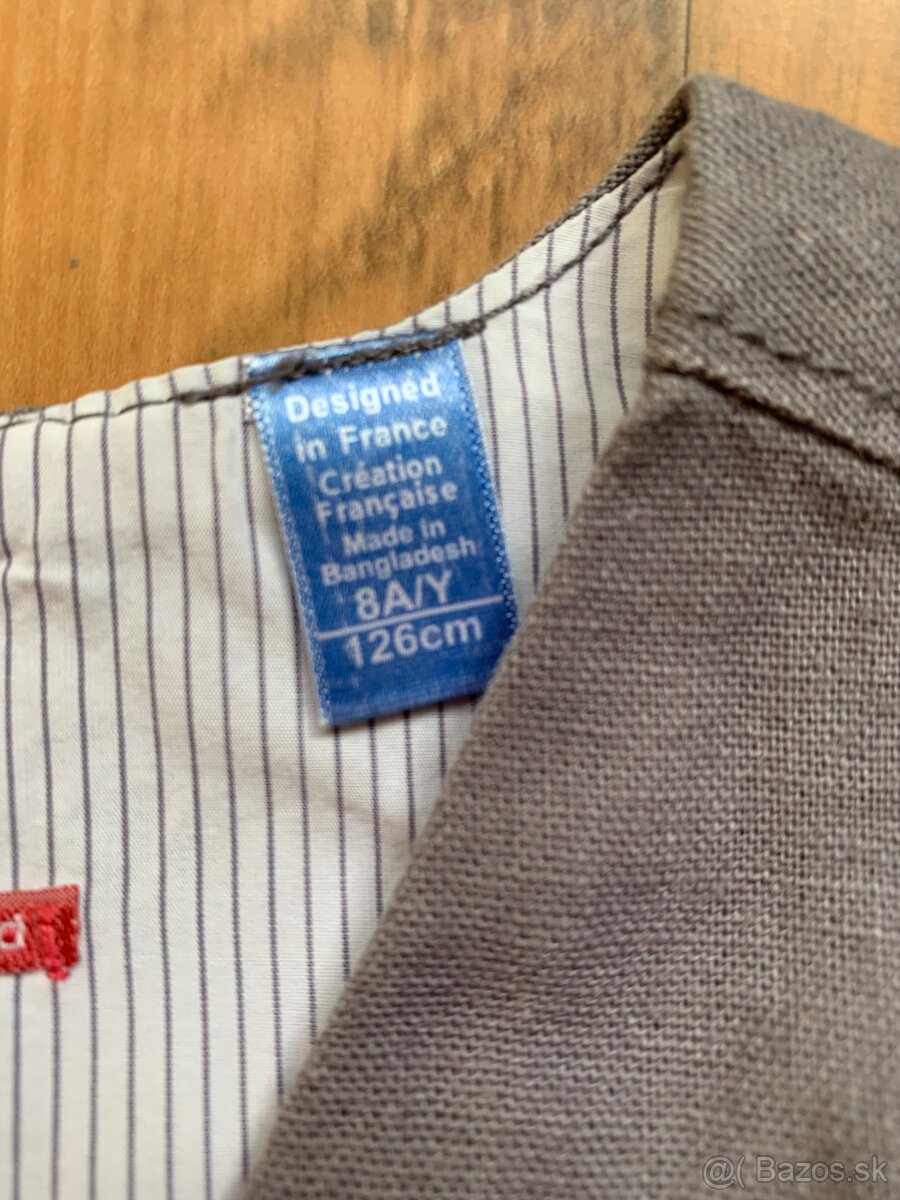 Designed
in France
Création
Française
Made in
Bangladesh
8A/Y
126cm
d
@( Bazos.sk